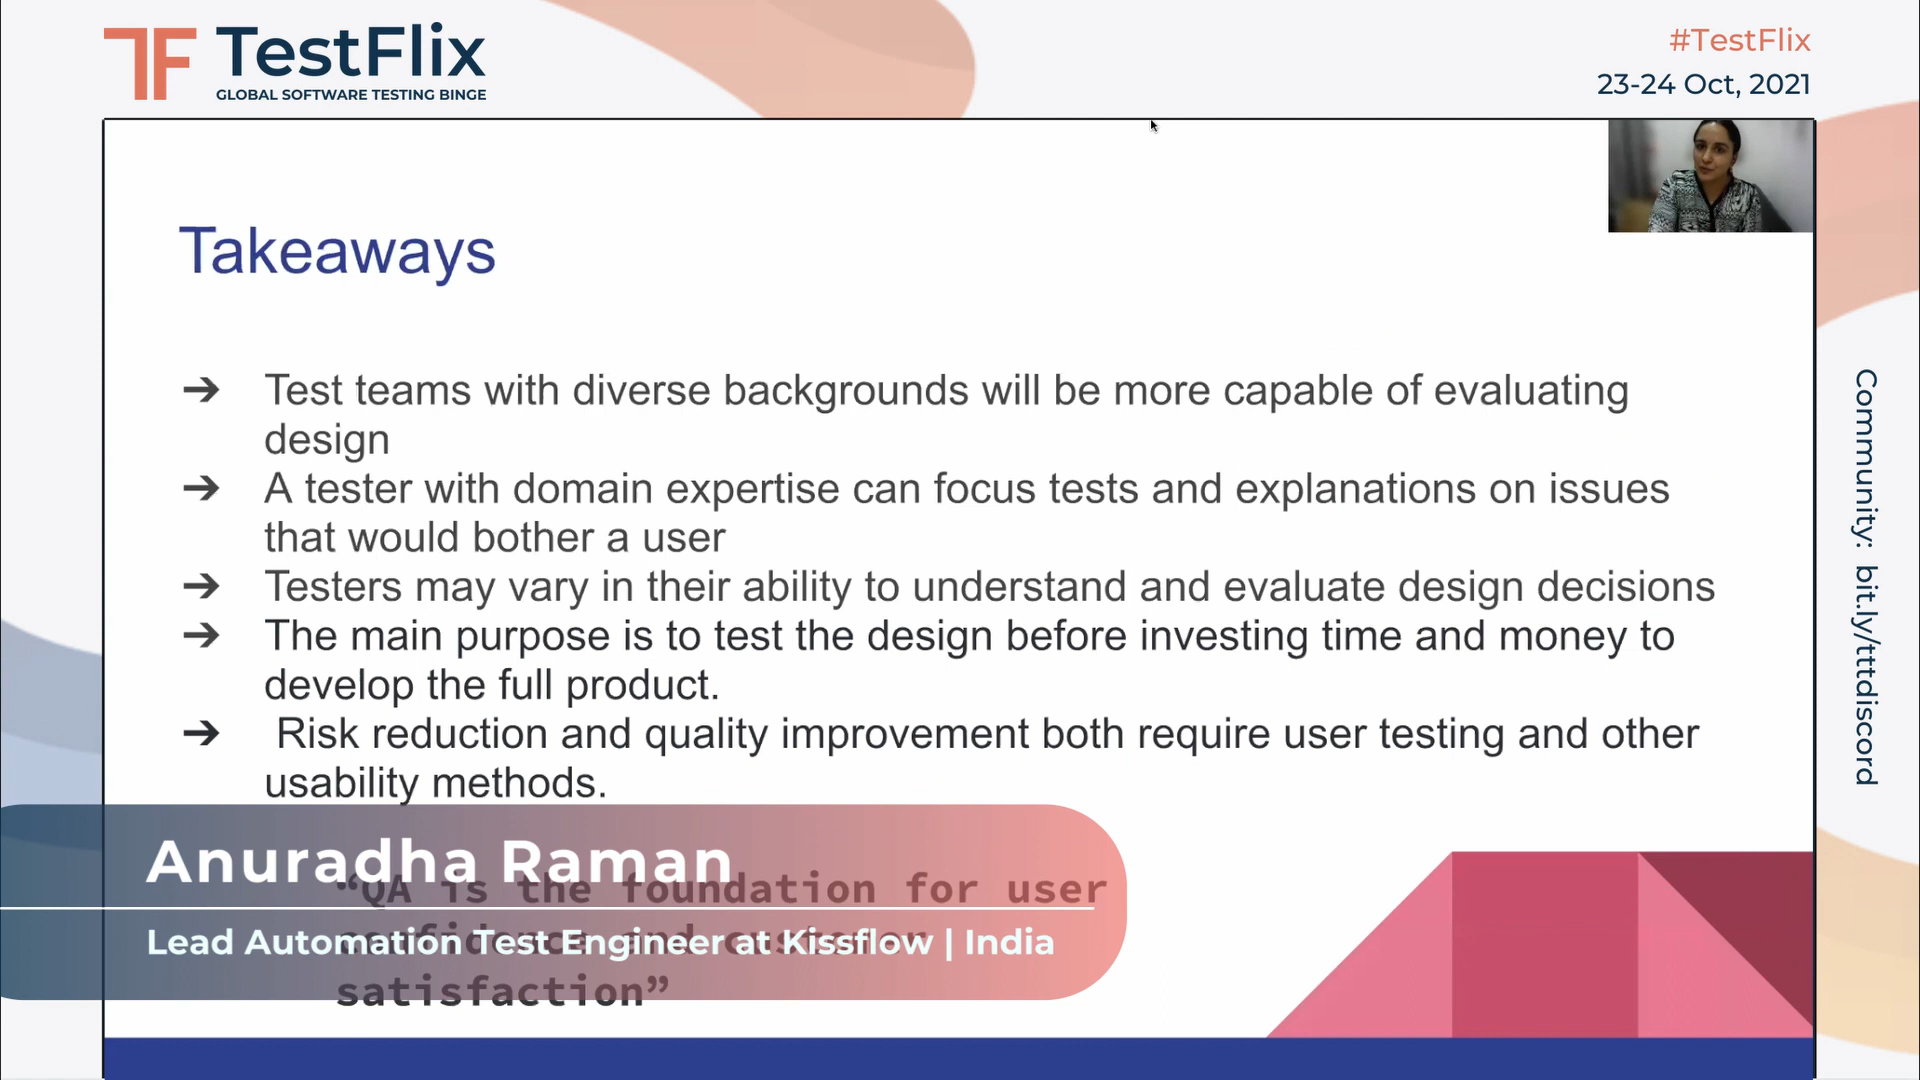 TF TestFlix
GLOBAL SOFTWARE TESTING BINGE
#TestFlix
23-24 Oct, 2021
Takeaways
➔ Test teams with diverse backgrounds will be more capable of evaluating
design
➔ A tester with domain expertise can focus tests and explanations on issues
that would bother a user
➔ Testers may vary in their ability to understand and evaluate design decisions
➔ The main purpose is to test the design before investing time and money to
develop the full product.
➔ Risk reduction and quality improvement both require user testing and other
usability methods.
Anuradha Raman
“QA is the foundation for user
Lead Automation Test Engineer at Kissflow | India
satisfaction”
Community: bit.ly/tttdiscord